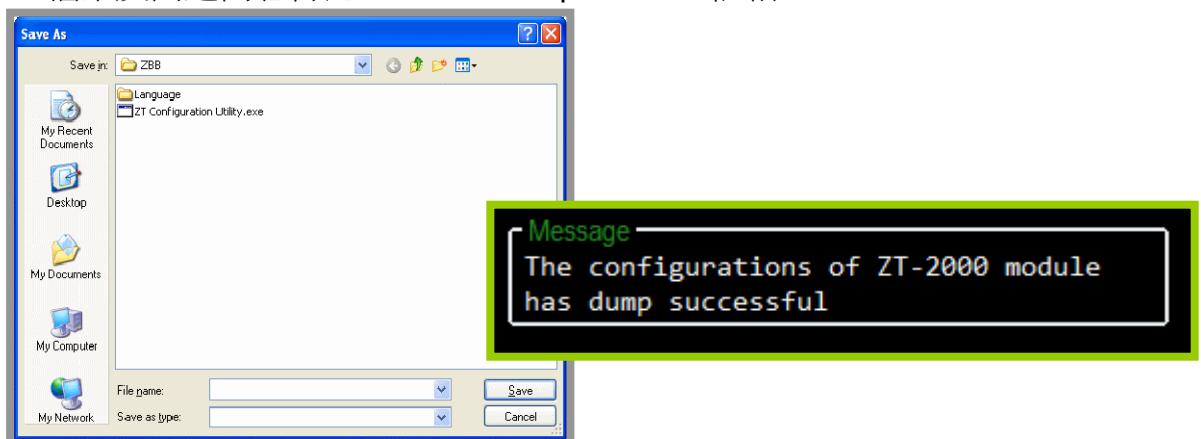 Save As
Save in:
ZBB
Language
ZT Configuration Utility.exe
My Recent
Documents
Desktop
My Documents
My Computer
My Network
File name:
Save
Save as type:
Cancel
Message
The configurations of ZT-2000 module
has dump successful